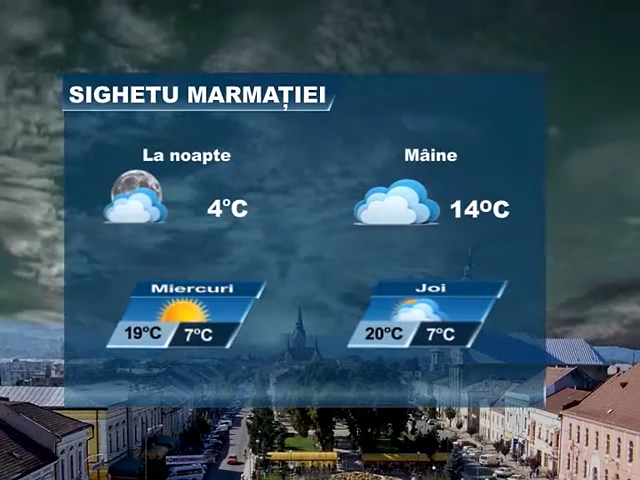 SIGHETU MARMAȚIEI
La noapte
Mâine
4°C
14ºC
Miercuri
Joi
19ºC
7ºC
20ºC
7ºC